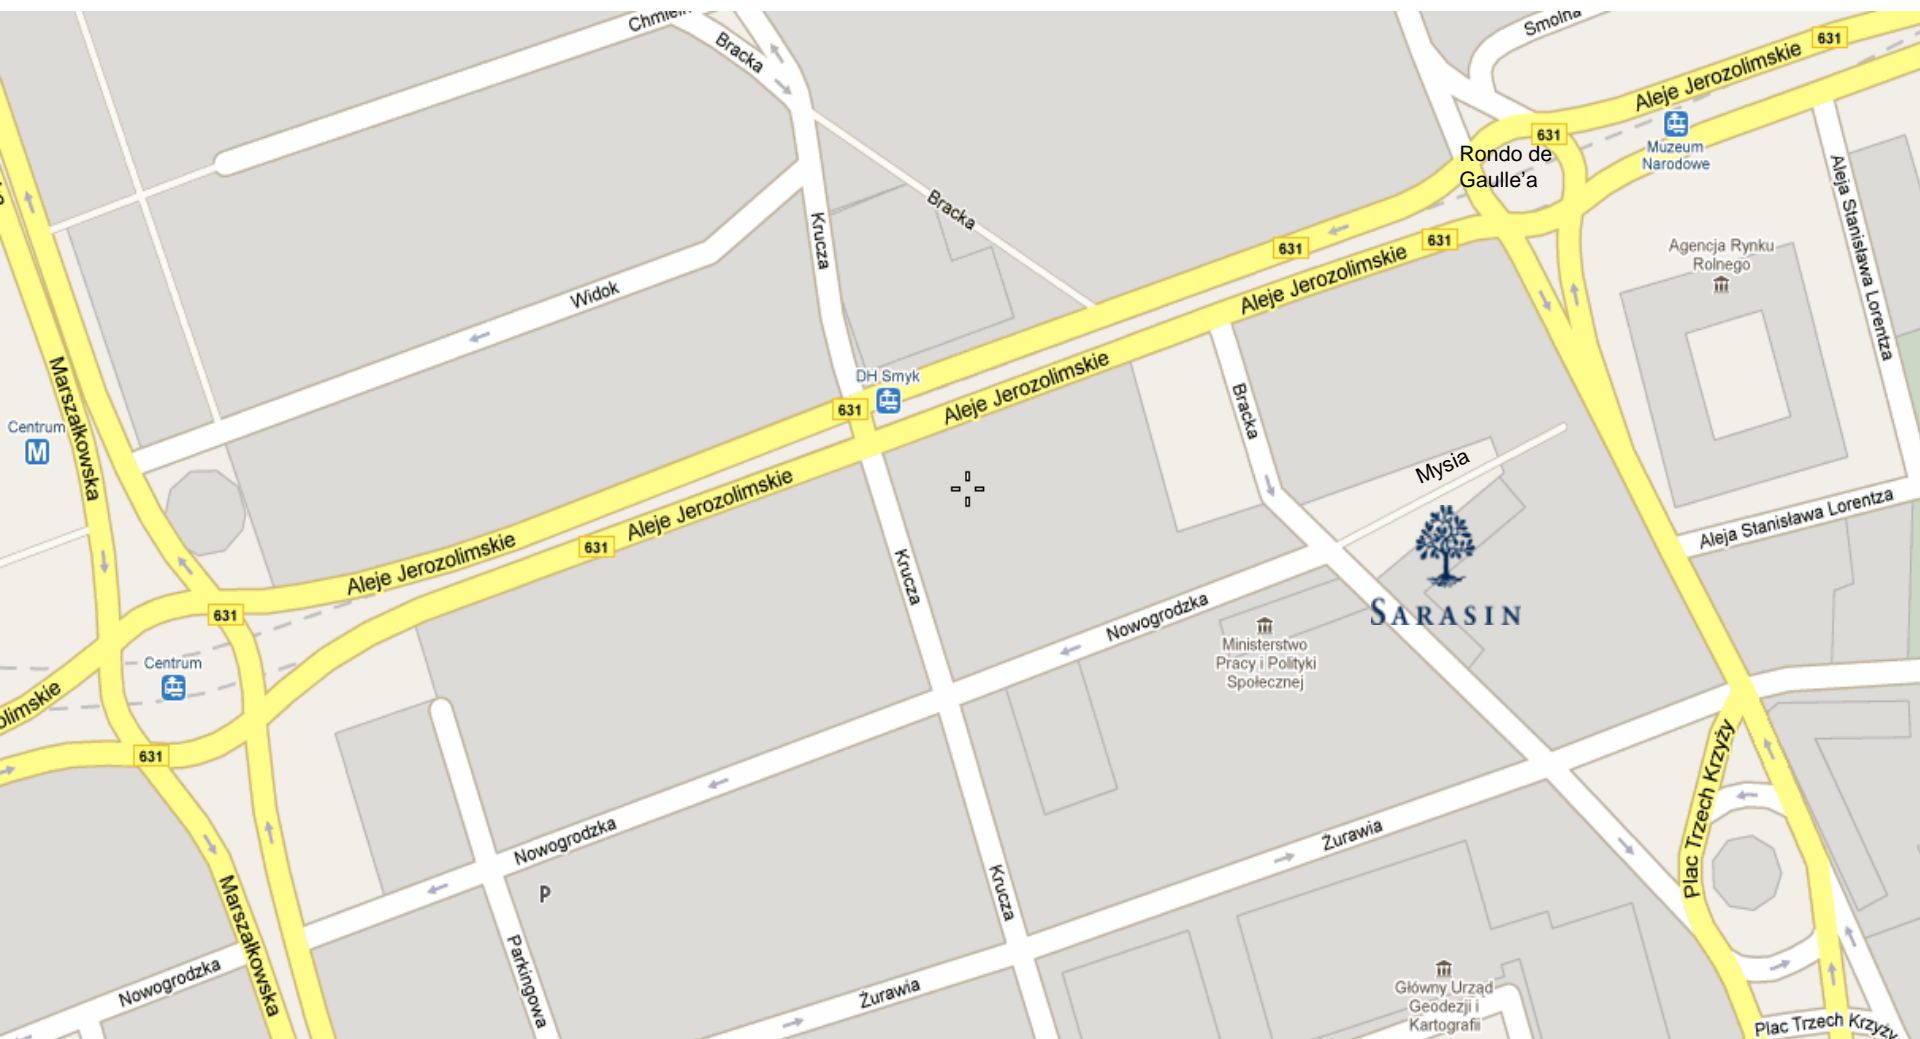 Chmieln
Bracka
Smolna
631
Aleje Jerozolimskie
631
Muzeum
Narodowe
Rondo de
Gaulle’a
Aleja Stanisława Lorentza
Bracka
Krucza
631
631
Aleje Jerozolimskie
Agencja Rynku
Rolnego
Widok
Marszałkowska
DH Smyk
631
Aleje Jerozolimskie
Bracka
Centrum
M
Mysia
Aleje Jerozolimskie
631
Aleje Jerozolimskie
Aleja Stanisława Lorentza
Krucza
SARASIN
631
Nowogrodzka
Ministerstwo
Pracy i Polityki
Społecznej
Centrum
olimskie
631
Plac Trzech Krzyży
Nowogrodzka
Żurawia
P
Krucza
Marszałkowska
Parkingowa
Nowogrodzka
Żurawia
Główny Urząd
Geodezji i
Kartografii
Plac Trzech Krzyży